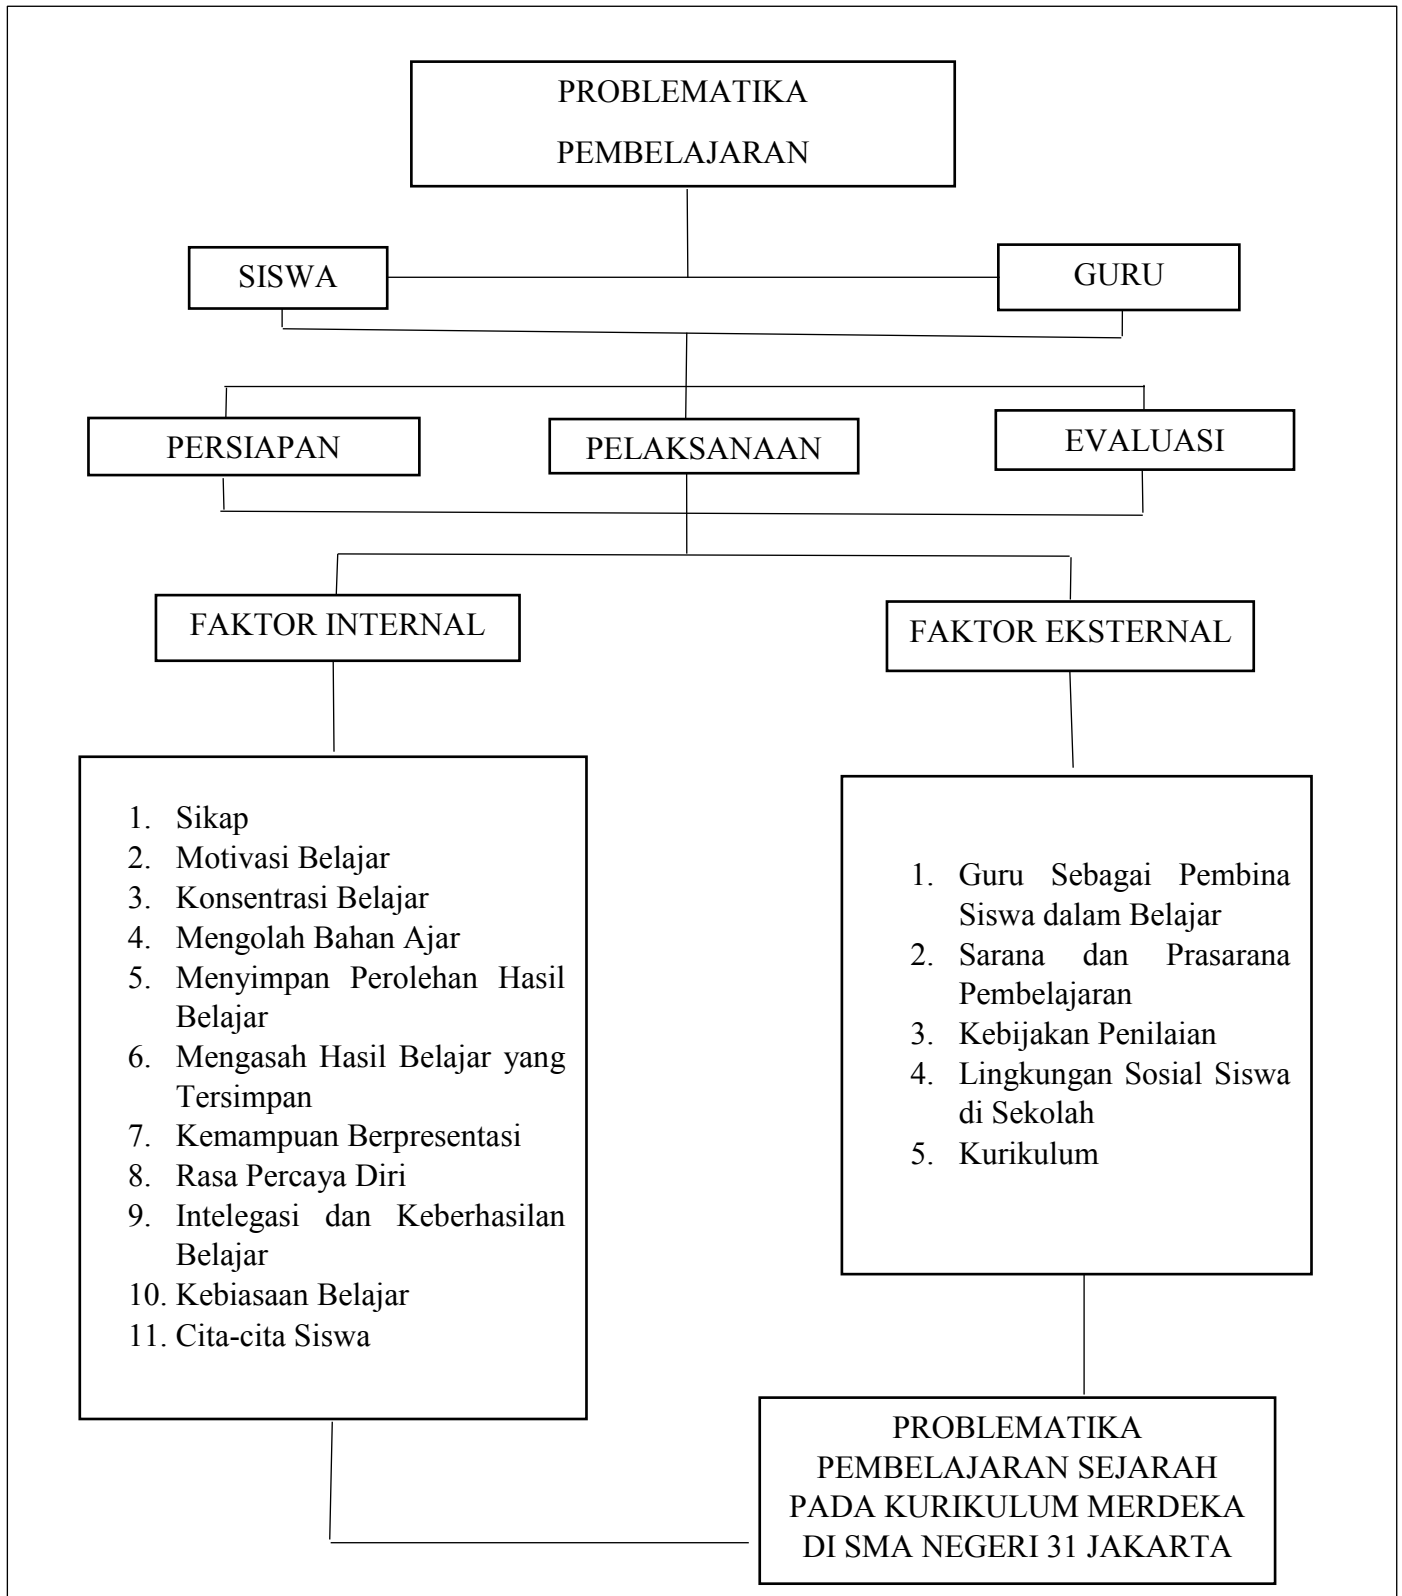 PROBLEMATIKA
PEMBELAJARAN
SISWA
GURU
PERSIAPAN
PELAKSANAAN
EVALUASI
FAKTOR INTERNAL
FAKTOR EKSTERNAL
1. Sikap
2. Motivasi Belajar
3. Konsentrasi Belajar
4. Mengolah Bahan Ajar
5. Menyimpan Perolehan Hasil
Belajar
6. Mengasah Hasil Belajar yang
Tersimpan
7. Kemampuan Berpresentasi
8. Rasa Percaya Diri
9. Intelegasi dan Keberhasilan
Belajar
10. Kebiasaan Belajar
11. Cita-cita Siswa
1. Guru Sebagai Pembina
Siswa dalam Belajar
2. Sarana dan Prasarana
Pembelajaran
3. Kebijakan Penilaian
4. Lingkungan Sosial Siswa
di Sekolah
5. Kurikulum
PROBLEMATIKA
PEMBELAJARAN SEJARAH
PADA KURIKULUM MERDEKA
DI SMA NEGERI 31 JAKARTA